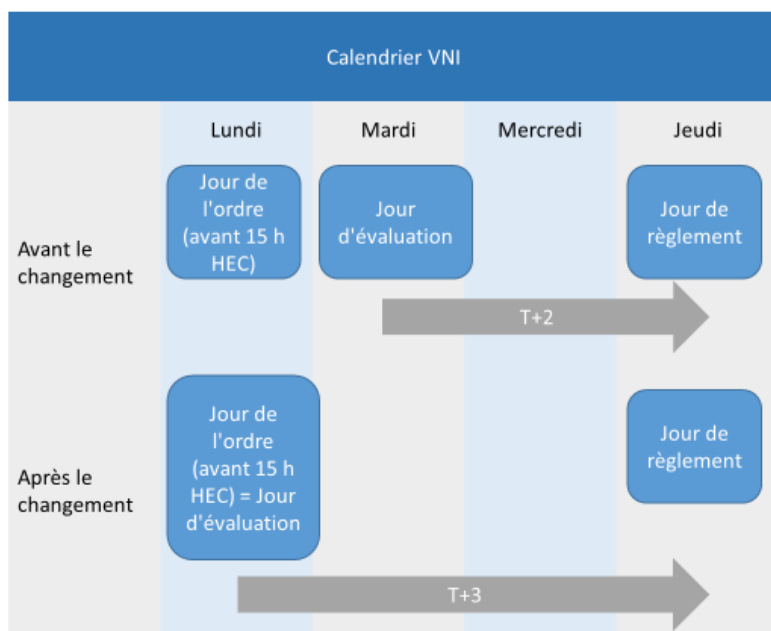 Calendrier VNI
Lundi
Mardi
Mercredi
Jeudi
Avant le
changement
Jour de
l'ordre
(avant 15 h
HEC)
Jour
d'évaluation
Jour de
règlement
T+2
Après le
changement
Jour de
l'ordre
(avant 15 h
HEC) = Jour
d'évaluation
Jour de
règlement
T+3